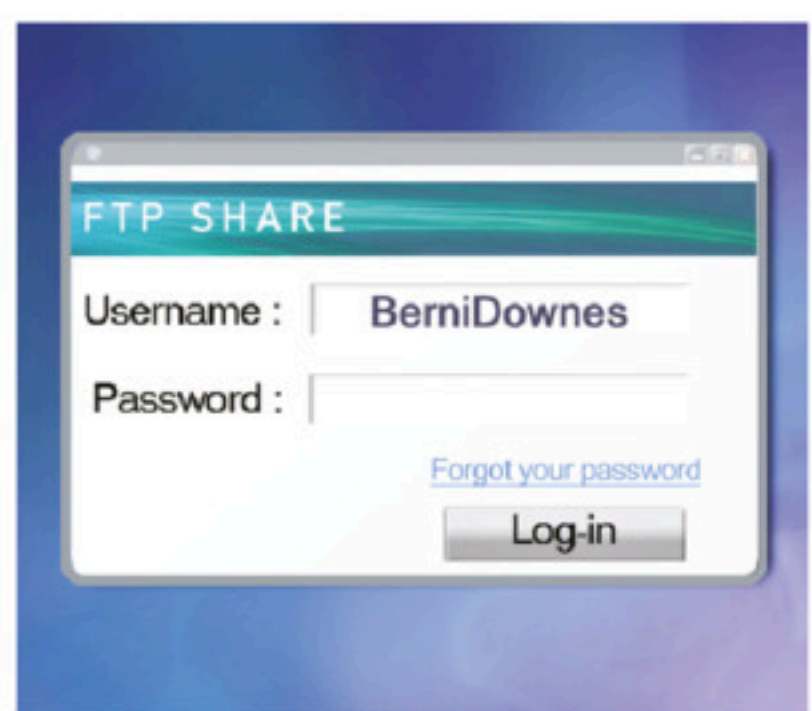 FTP SHARE
Username : BerniDownes
Password :
Forgot your password
Log-in